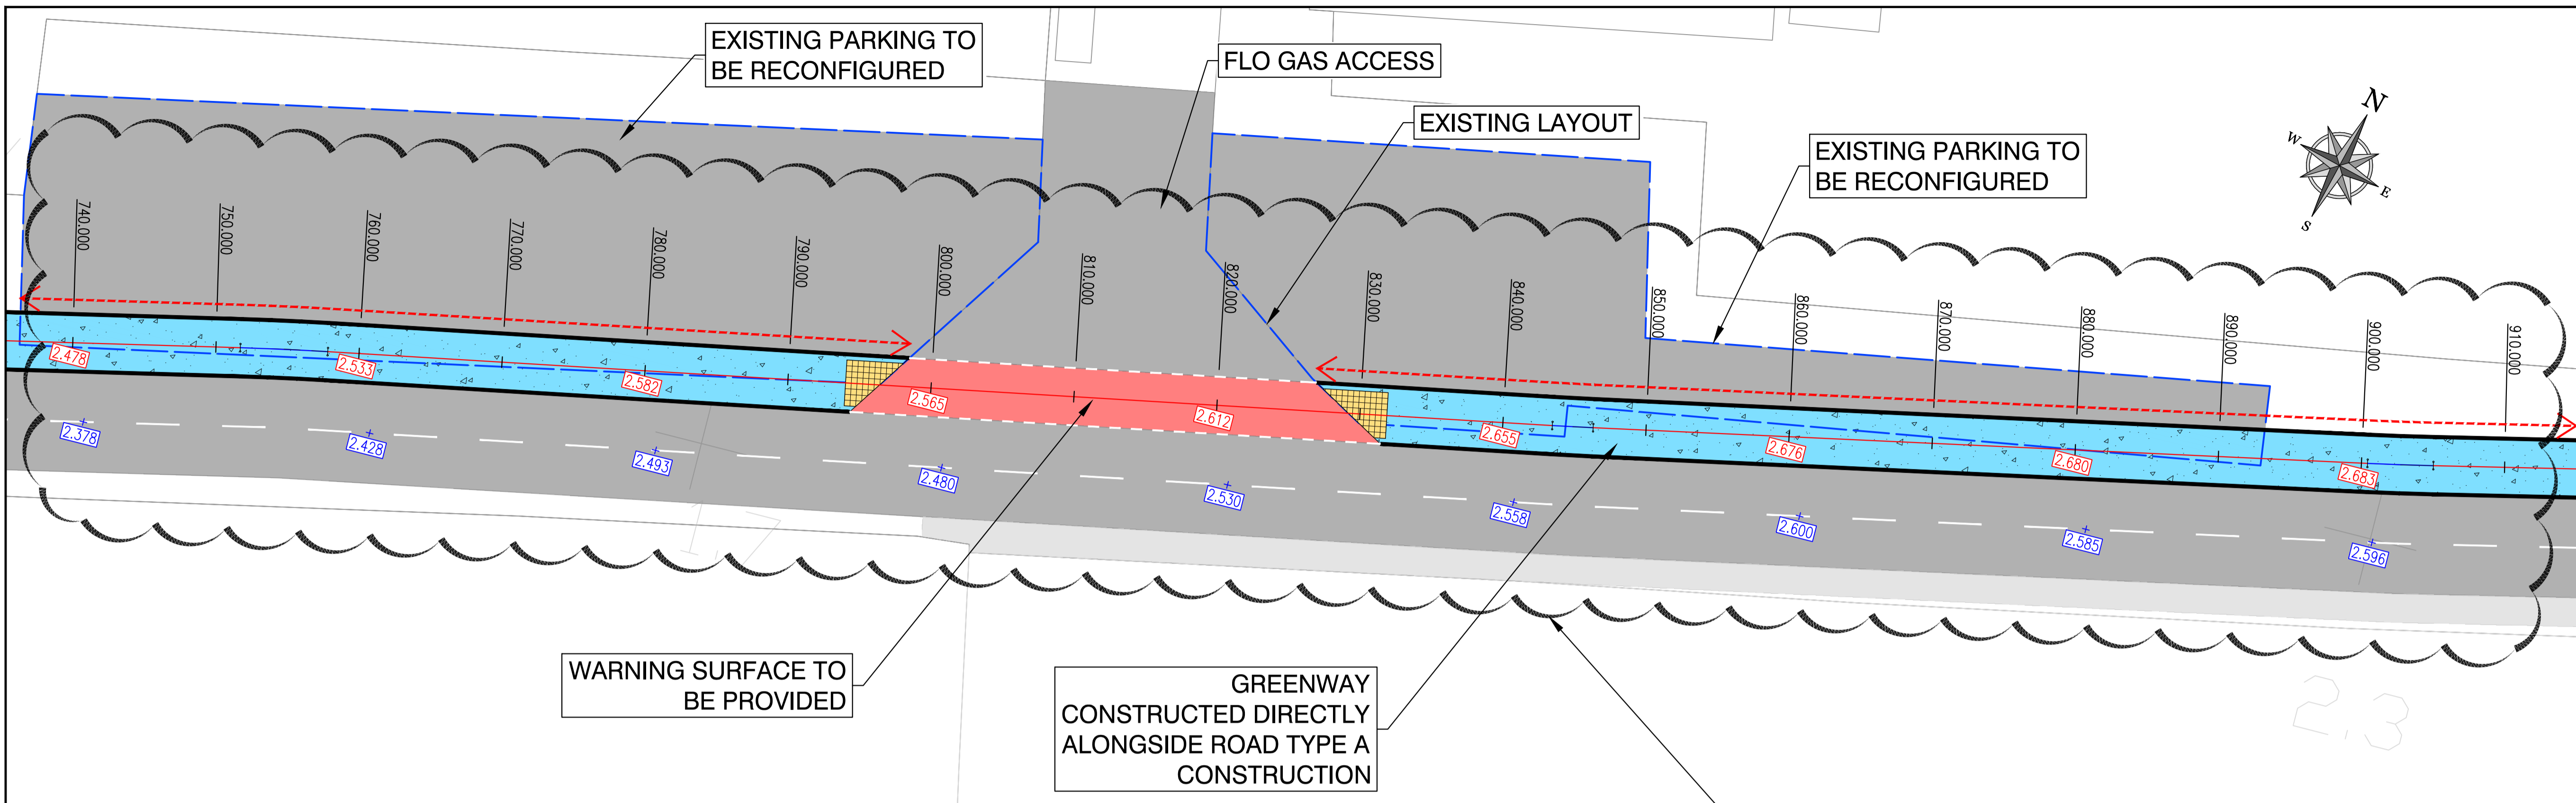 EXISTING PARKING TO
BE RECONFIGURED
FLO GAS ACCESS
EXISTING LAYOUT
EXISTING PARKING TO
BE RECONFIGURED
N
W
E
S
740.000
750.000
760.000
770.000
780.000
790.000
800.000
810.000
820.000
830.000
840.000
850.000
860.000
870.000
880.000
890.000
900.000
910.000
2.478
2.533
2.582
2.565
2.612
2.655
2.676
2.680
2.683
2.378
2.428
2.493
2.480
2.530
2.558
2.600
2.585
2.596
WARNING SURFACE TO
BE PROVIDED
GREENWAY
CONSTRUCTED DIRECTLY
ALONGSIDE ROAD TYPE A
CONSTRUCTION
2.3